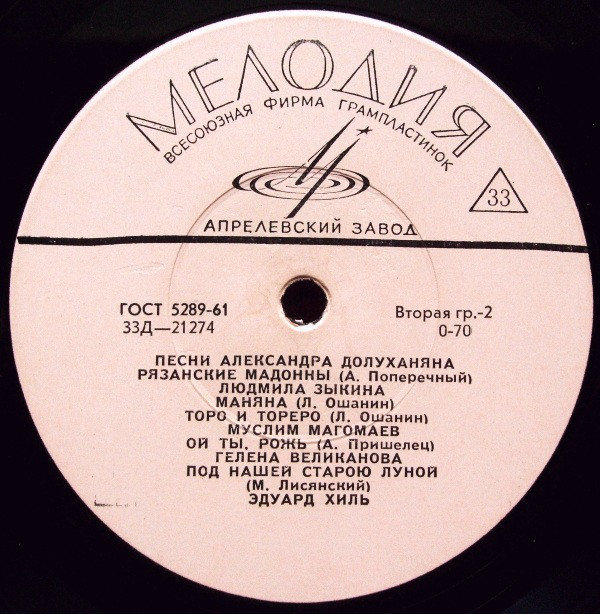 МЕЛОДИЯ
ВСЕСОЮЗНАЯ ФИРМА ГРАМПЛАСТИНОК
33
АПРЕЛЕВСКИЙ ЗАВОД
ГОСТ 5289-61
33Д—21274
Вторая гр.-2
0-70
ПЕСНИ АЛЕКСАНДРА ДОЛУХАНЯНА
РЯЗАНСКИЕ МАДОННЫ (А. Поперечный)
ЛЮДМИЛА ЗЫКИНА
МАНЯНА (Л. Ошанин)
ТОРО И ТОРЕРО (Л. Ошанин)
МУСЛИМ МАГОМАЕВ
ОЙ ТЫ, РОЖЬ (А. Пришелец)
ГЕЛЕНА ВЕЛИКАНОВА
ПОД НАШЕЙ СТАРОЮ ЛУНОЙ
(М. Лисянский)
ЭДУАРД ХИЛЬ